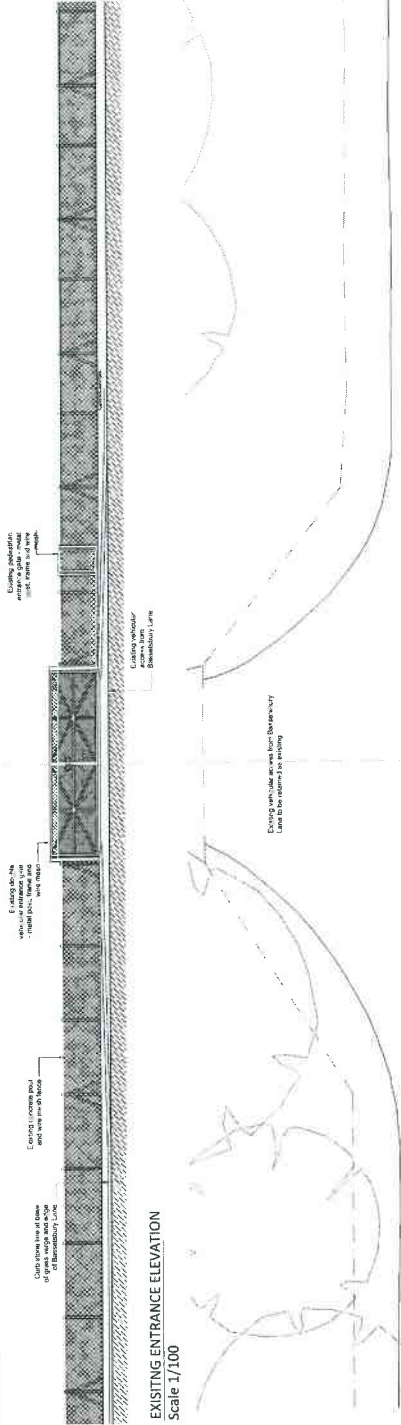 Curb stone line at base
of grass verge and edge
of Bassetsbury Lane
Existing concrete post
and wire mesh fence
Existing double
vehicular entrance gate
- metal post, frame and
wire mesh
Existing pedestrian
entrance gate - metal
post, frame and wire
mesh
Existing vehicular
access from
Bassetsbury Lane
EXISITNG ENTRANCE ELEVATION
Scale 1/100
Existing vehicular access from Bassetsbury
Lane to be retained as existing